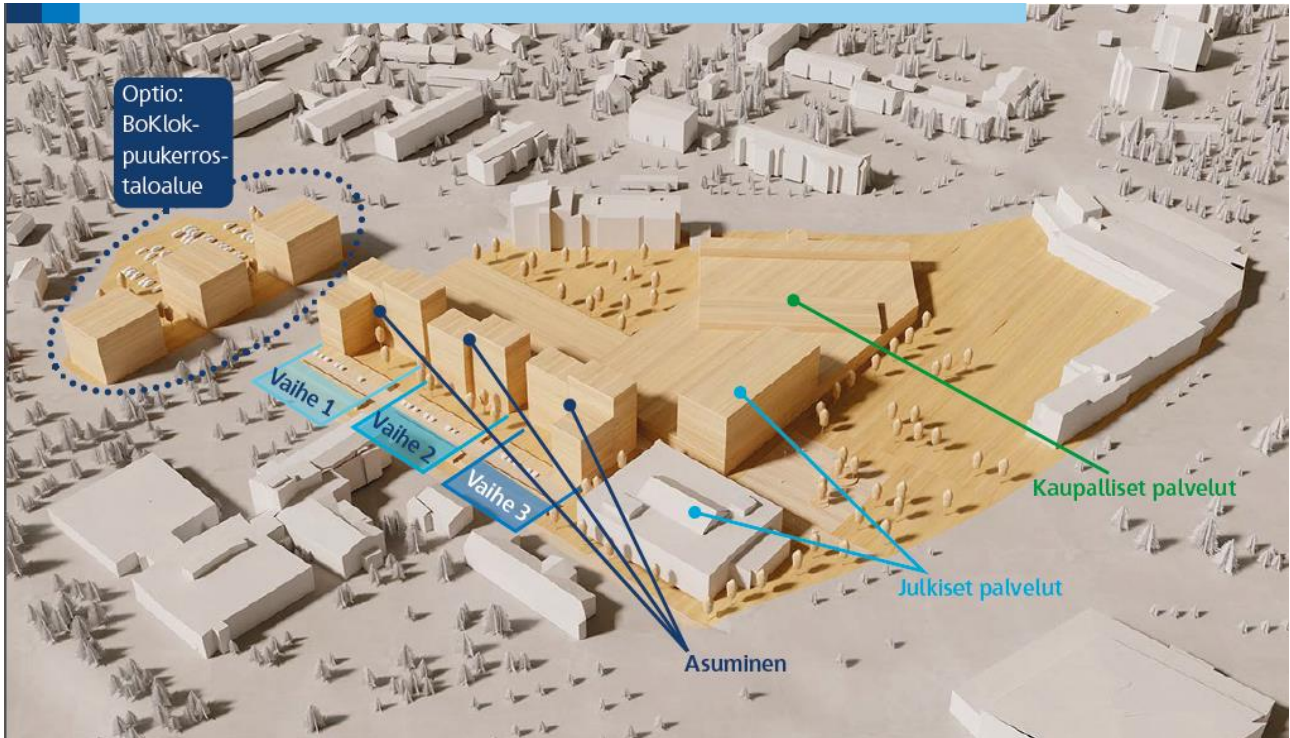 Optio:
BoKlok-
puukerros-
taloalue
Vaihe 1
Vaihe 2
Vaihe 3
Kaupalliset palvelut
Julkiset palvelut
Asuminen